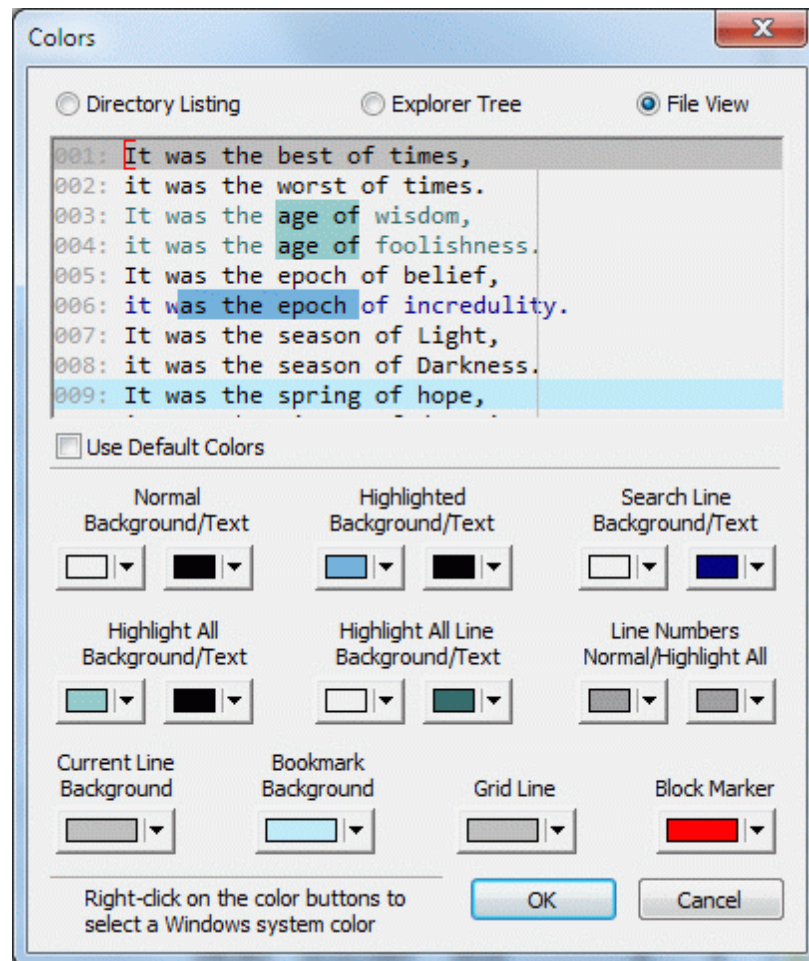 Colors
Directory Listing Explorer Tree File View
001: It was the best of times,
002: it was the worst of times.
003: It was the age of wisdom,
004: it was the age of foolishness.
005: It was the epoch of belief,
006: it was the epoch of incredulity.
007: It was the season of Light,
008: it was the season of Darkness.
009: It was the spring of hope,
Use Default Colors
Normal
Background/Text
Highlighted
Background/Text
Search Line
Background/Text
Highlight All
Background/Text
Highlight All Line
Background/Text
Line Numbers
Normal/Highlight All
Current Line
Background
Bookmark
Background
Grid Line
Block Marker
Right-click on the color buttons to
select a Windows system color
OK
Cancel